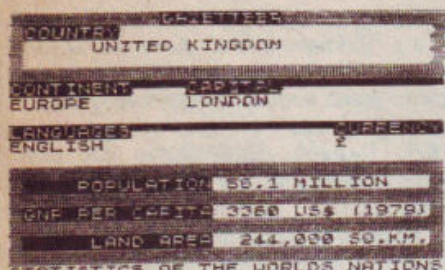 GAZETTEER
COUNTRY
UNITED KINGDOM
CONTINENT CAPITAL
EUROPE LONDON
LANGUAGES CURRENCY
ENGLISH £
POPULATION 56.1 MILLION
GNP PER CAPITA 3360 US$ (1979)
LAND AREA 244,000 SQ.KM.
STATISTICS OF THE WORLDS NATIONS